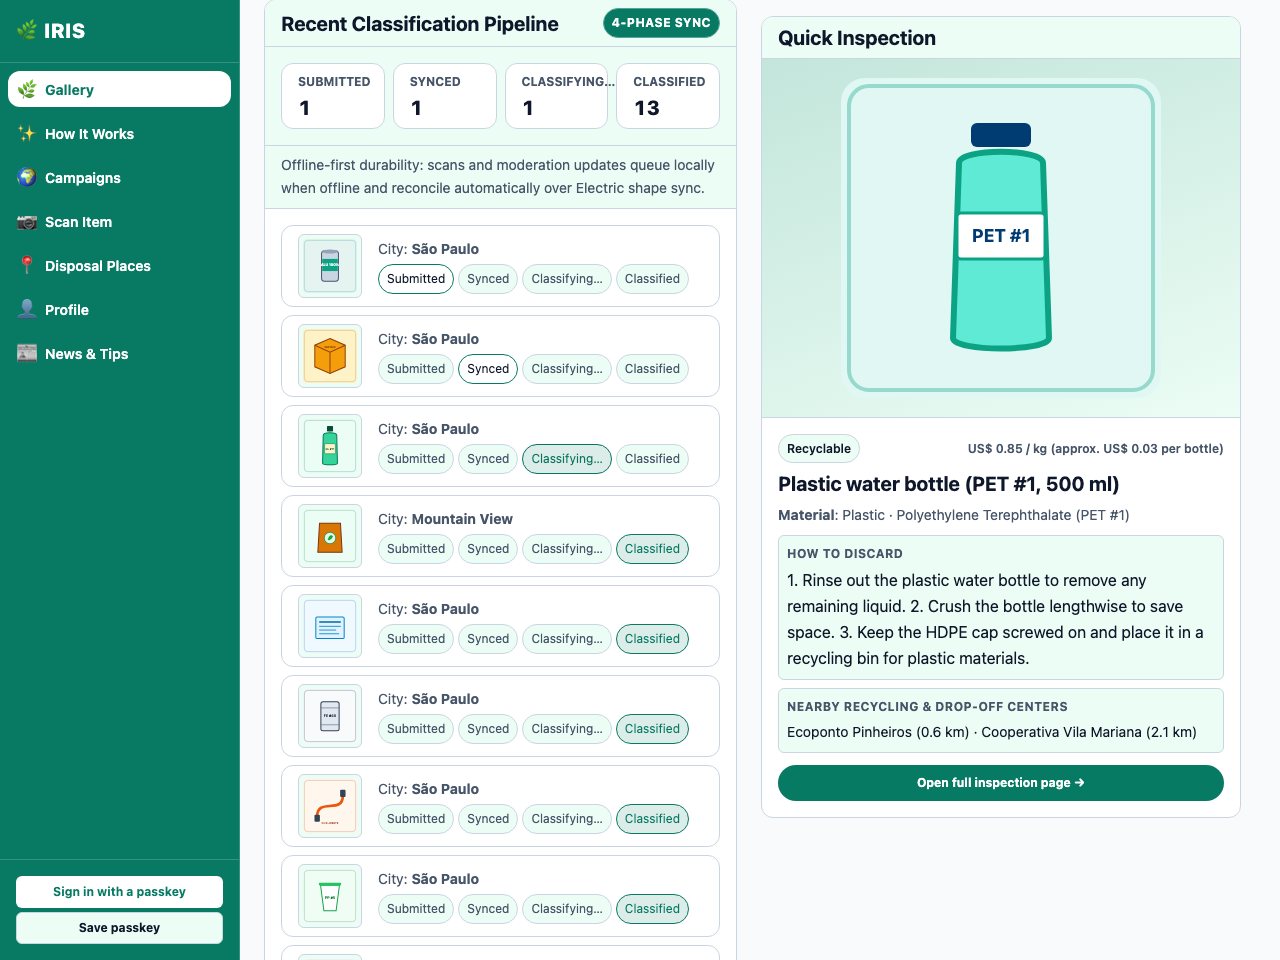 IRIS
Gallery
How It Works
Campaigns
Scan Item
Disposal Places
Profile
News & Tips
Sign in with a passkey
Save passkey
Recent Classification Pipeline
4-PHASE SYNC
SUBMITTED
1
SYNCED
1
CLASSIFYING...
1
CLASSIFIED
13
Offline-first durability: scans and moderation updates queue locally
when offline and reconcile automatically over Electric shape sync.
City: São Paulo
Submitted Synced Classifying... Classified
City: São Paulo
Submitted Synced Classifying... Classified
City: São Paulo
Submitted Synced Classifying... Classified
City: Mountain View
Submitted Synced Classifying... Classified
City: São Paulo
Submitted Synced Classifying... Classified
City: São Paulo
Submitted Synced Classifying... Classified
City: São Paulo
Submitted Synced Classifying... Classified
City: São Paulo
Submitted Synced Classifying... Classified
Quick Inspection
PET #1
Recyclable
US$ 0.85 / kg (approx. US$ 0.03 per bottle)
Plastic water bottle (PET #1, 500 ml)
Material: Plastic · Polyethylene Terephthalate (PET #1)
HOW TO DISCARD
1. Rinse out the plastic water bottle to remove any
remaining liquid. 2. Crush the bottle lengthwise to save
space. 3. Keep the HDPE cap screwed on and place it in a
recycling bin for plastic materials.
NEARBY RECYCLING & DROP-OFF CENTERS
Ecoponto Pinheiros (0.6 km) · Cooperativa Vila Mariana (2.1 km)
Open full inspection page →